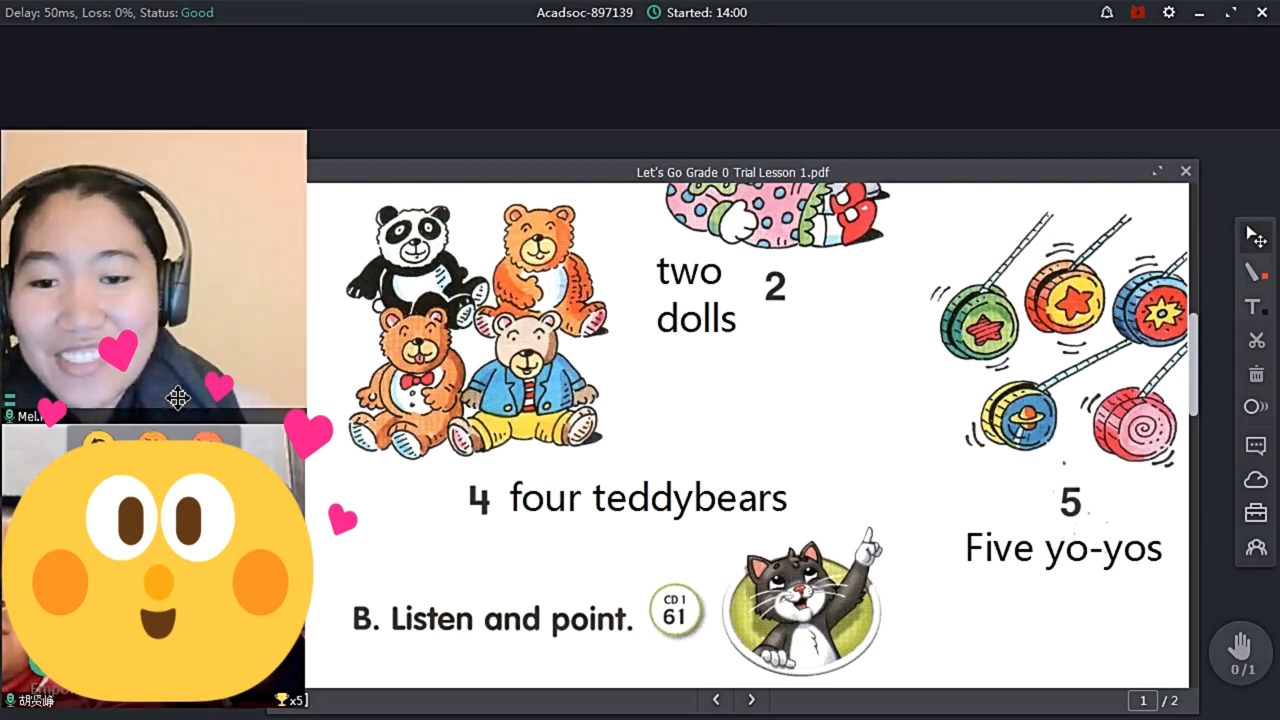 Delay: 50ms, Loss: 0%, Status: Good
Acadsoc-897139
Started: 14:00
Let's Go Grade 0 Trial Lesson 1.pdf
two
dolls
2
4 four teddybears
5
Five yo-yos
B. Listen and point.
CD 1
61
Mel.
胡贤峥
x5]
1 / 2
0/1